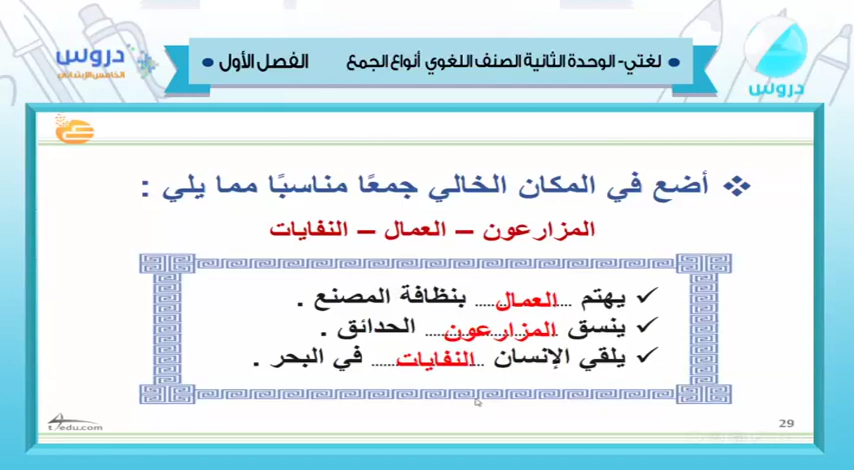 دروس
الخامس الابتدائي
لغتي- الوحدة الثانية الصنف اللغوي أنواع الجمع
الفصل الأول
دروس
أضع في المكان الخالي جمعًا مناسبًا مما يلي :
المزارعون – العمال – النفايات
يهتم ...العمال... بنظافة المصنع .
ينسق ...المزارعون... الحدائق .
يلقي الإنسان ...النفايات... في البحر .
t4edu.com
29